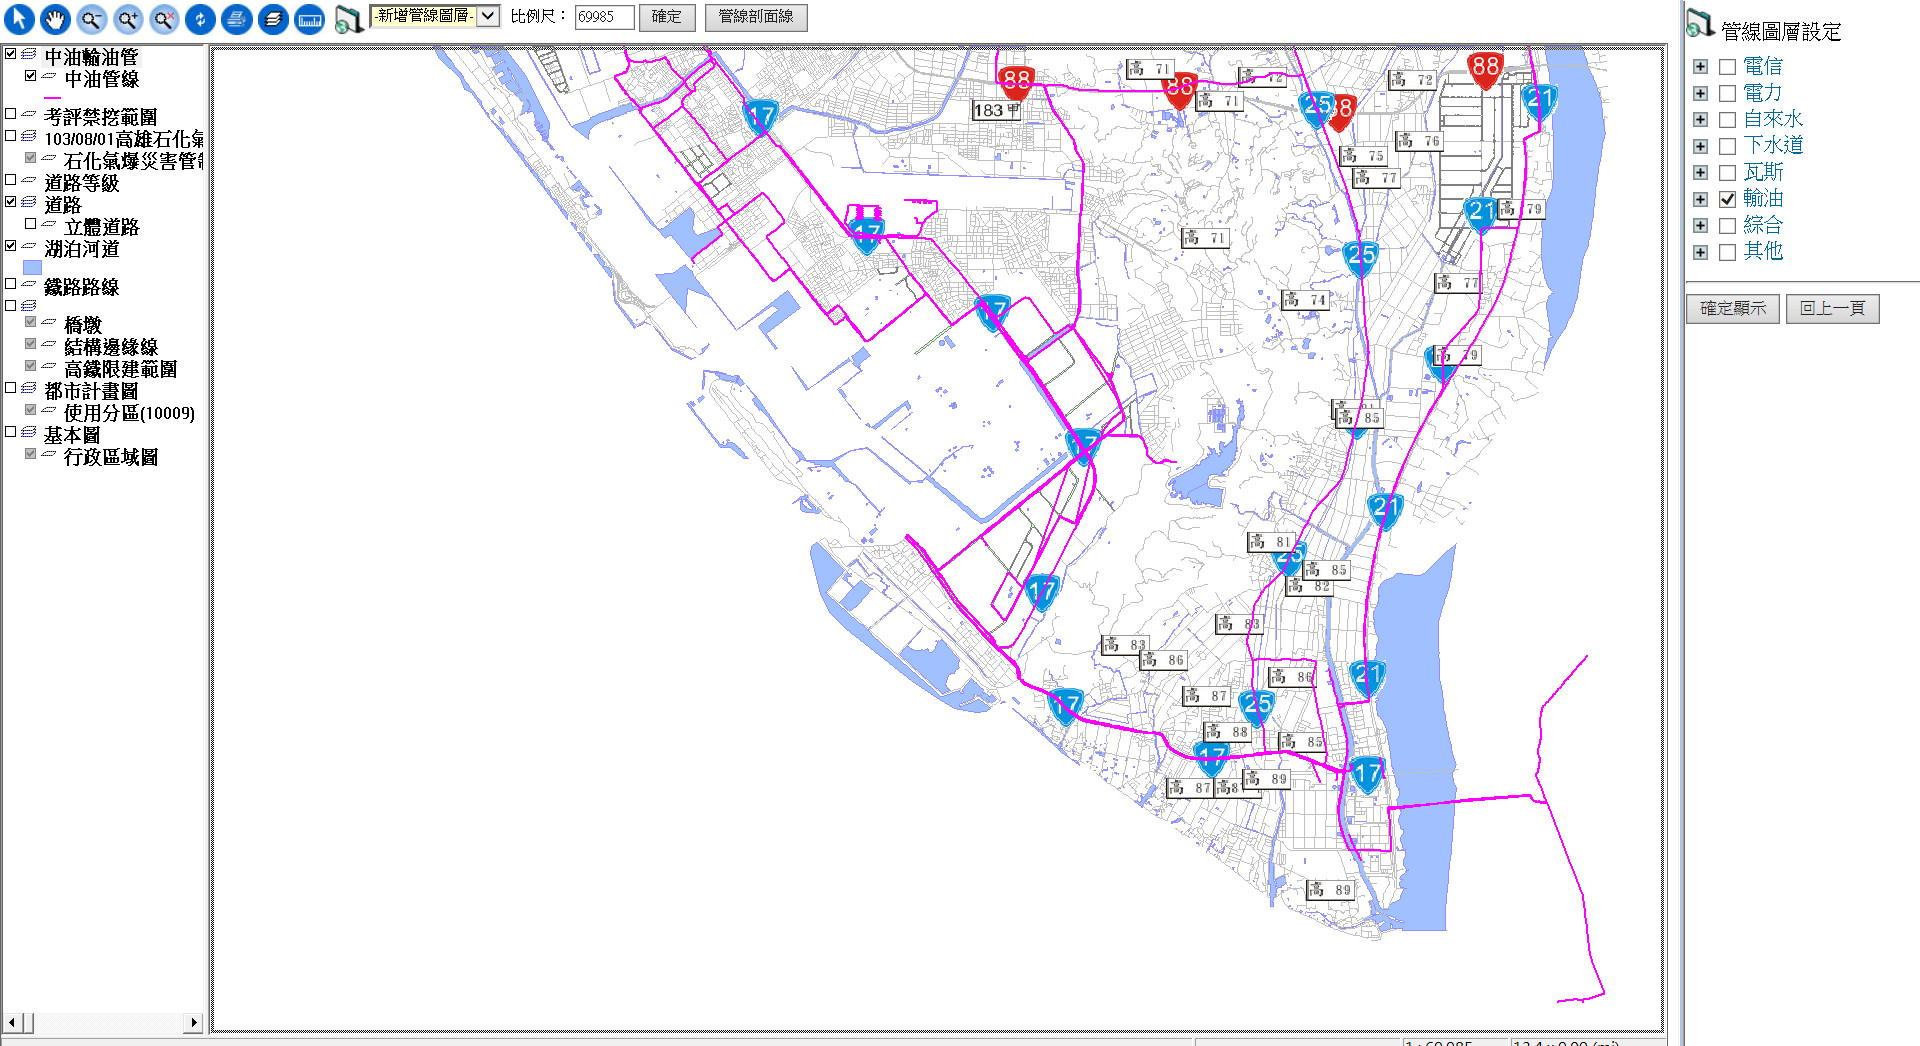 -新增管線圖層-
比例尺：
69985
確定
管線剖面線
中油輸油管
中油管線
考評禁挖範圍
103/08/01高雄石化氣
石化氣爆災害管
道路等級
道路
立體道路
湖泊河道
鐵路路線
橋墩
結構邊緣線
高鐵限建範圍
都市計畫圖
使用分區(10009)
基本圖
行政區域圖
88
高 71
88
高 72
高 72
88
21
183 甲
高 71
25
17
高 76
高 75
高 77
21
高 79
17
高 71
25
高 77
高 74
17
高 79
高 85
17
21
高 81
25
高 85
高 82
17
高 83
高 83
高 86
21
高 86
高 87
25
17
高 88
高 85
17
高 89
17
高 87
高 89
管線圖層設定
電信
電力
自來水
下水道
瓦斯
輸油
綜合
其他
確定顯示
回上一頁